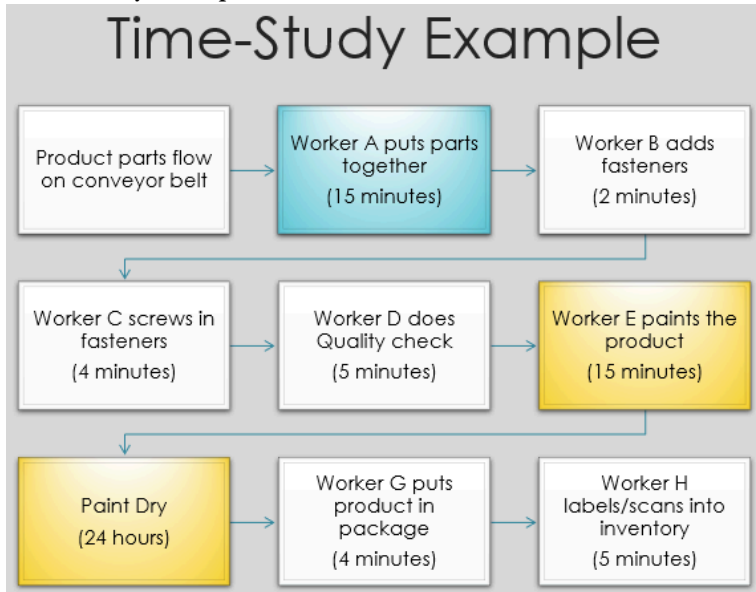 Time-Study Example
Product parts flow
on conveyor belt
Worker A puts parts
together
(15 minutes)
Worker B adds
fasteners
(2 minutes)
Worker C screws in
fasteners
(4 minutes)
Worker D does
Quality check
(5 minutes)
Worker E paints the
product
(15 minutes)
Paint Dry
(24 hours)
Worker G puts
product in
package
(4 minutes)
Worker H
labels/scans into
inventory
(5 minutes)